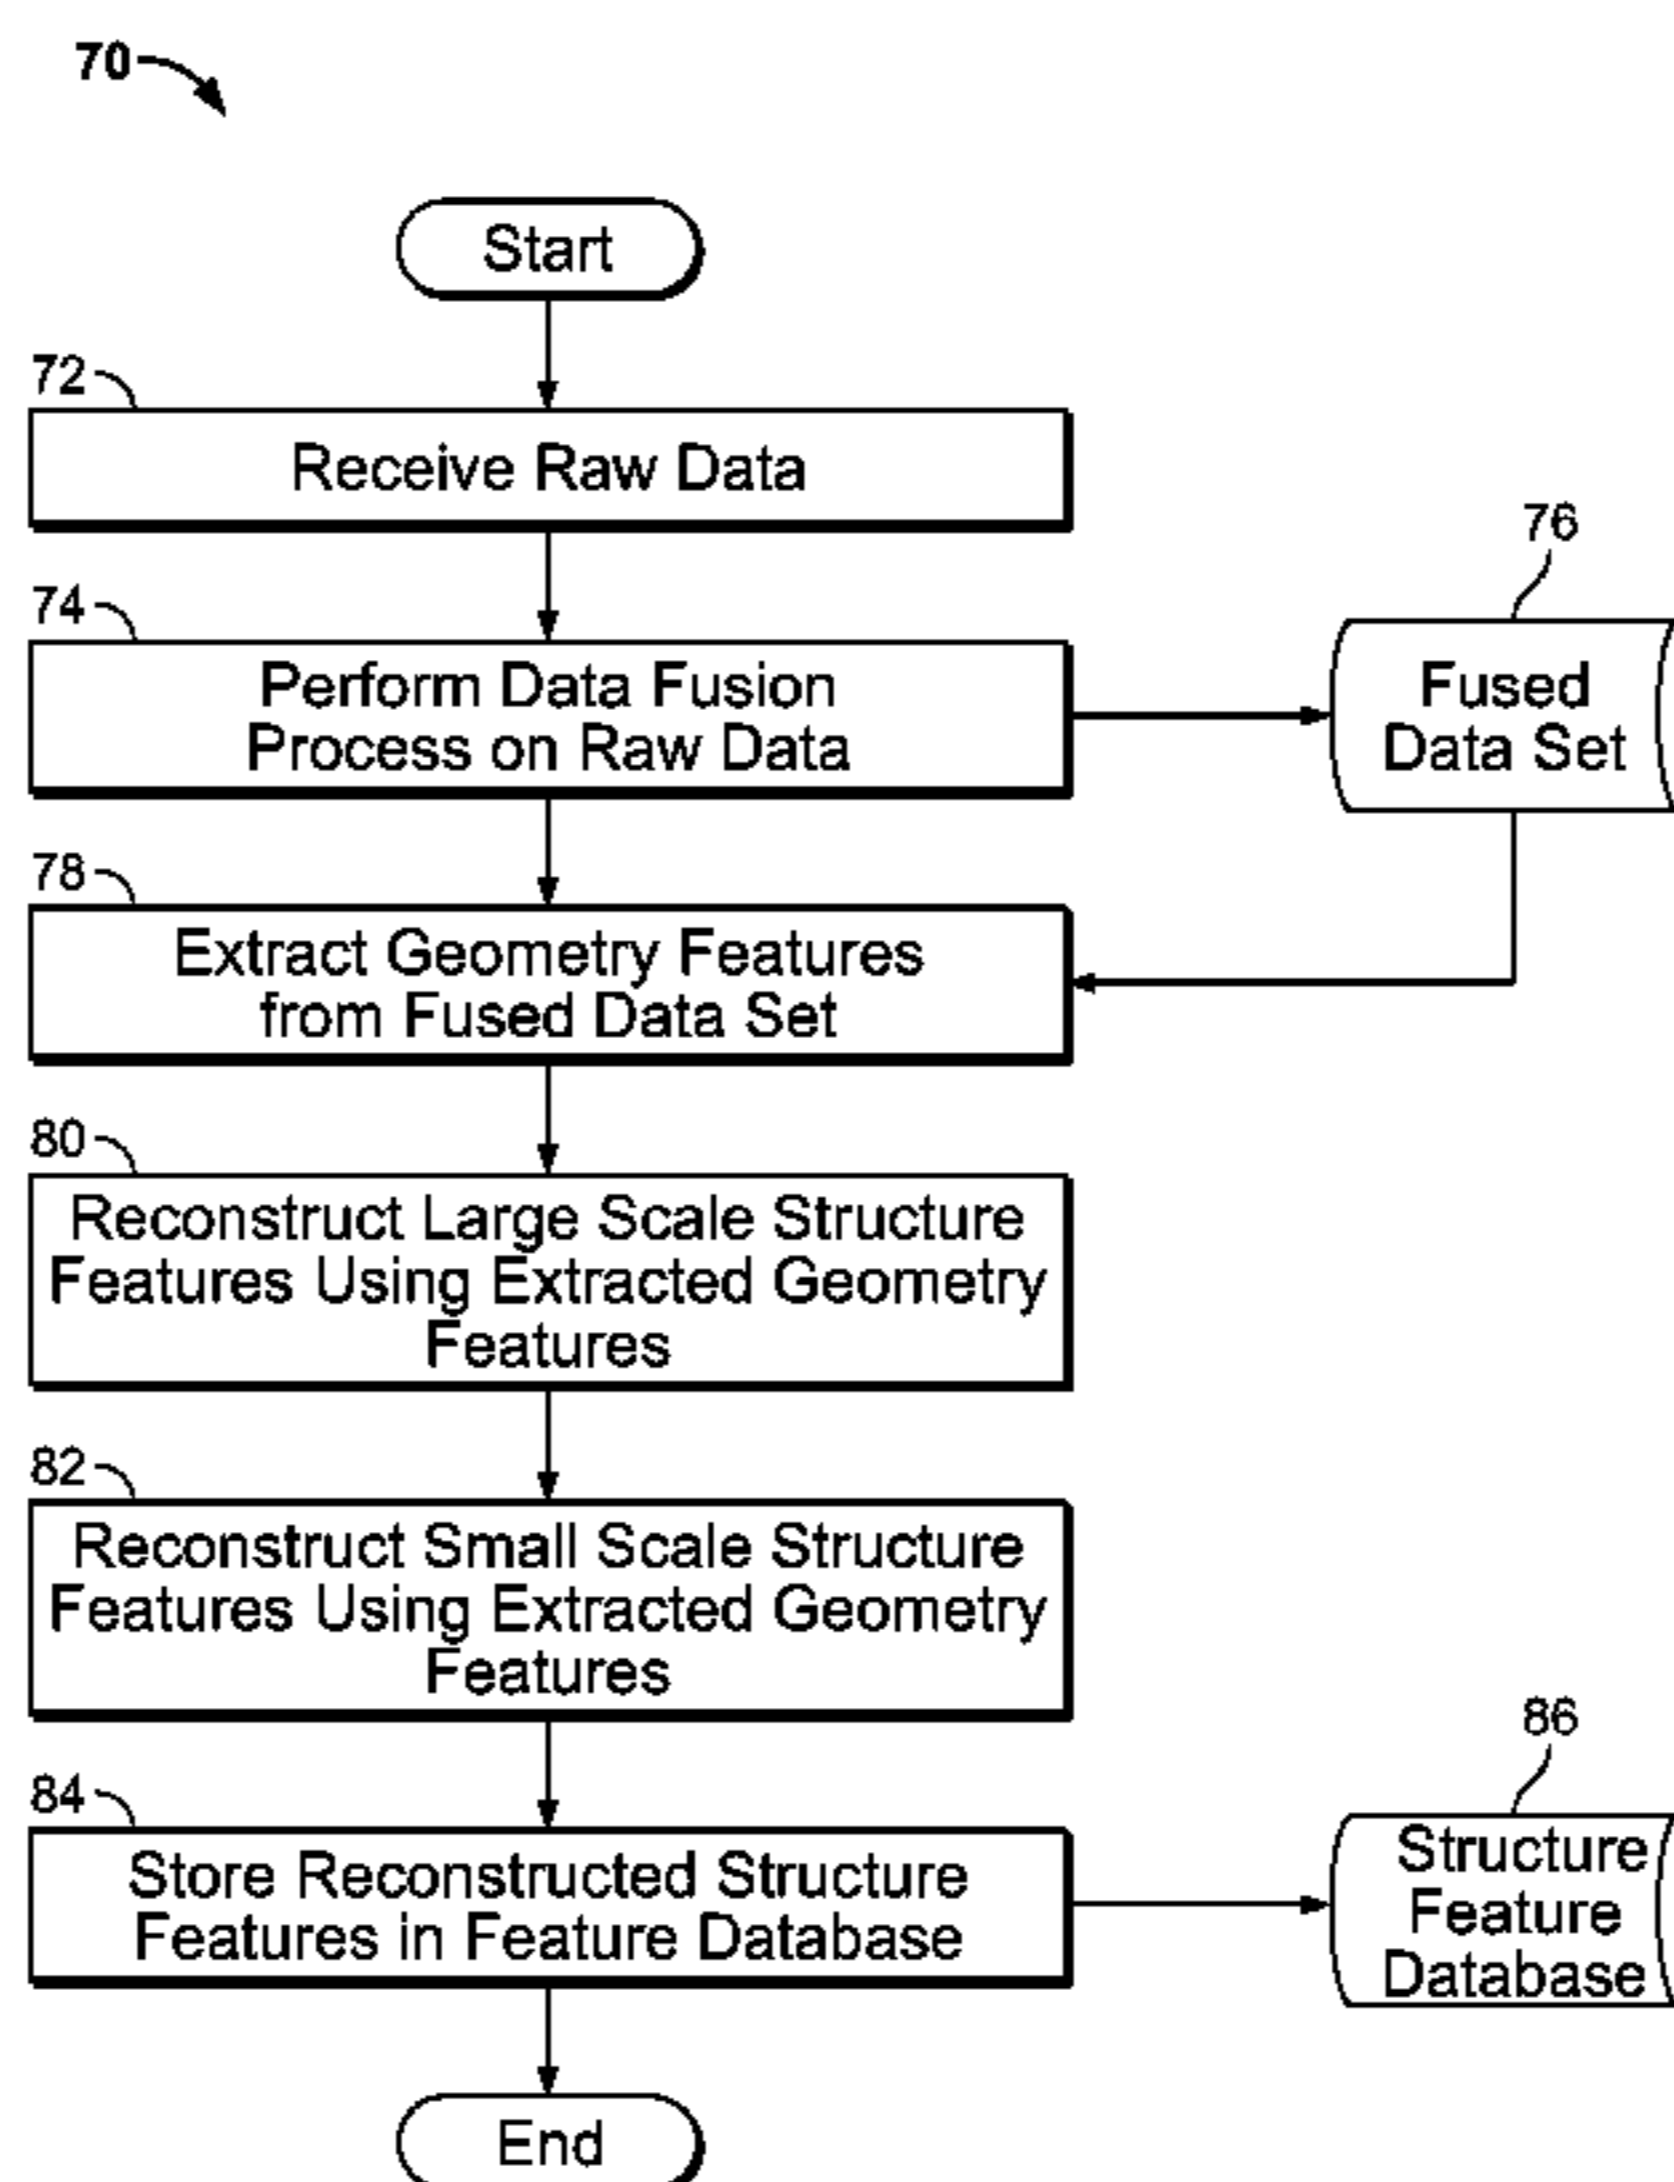 70
Start
72
Receive Raw Data
76
74
Perform Data Fusion
Process on Raw Data
Fused
Data Set
78
Extract Geometry Features
from Fused Data Set
80
Reconstruct Large Scale Structure
Features Using Extracted Geometry
Features
82
Reconstruct Small Scale Structure
Features Using Extracted Geometry
Features
86
84
Store Reconstructed Structure
Features in Feature Database
Structure
Feature
Database
End